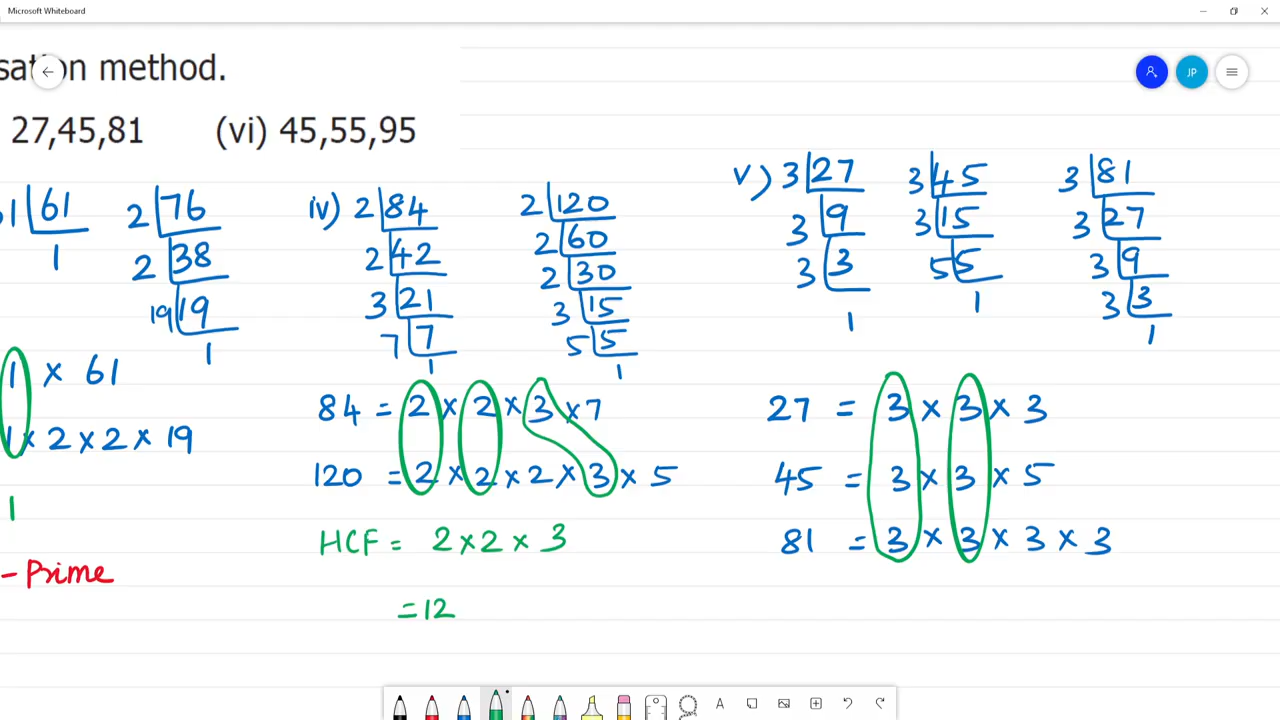 Microsoft Whiteboard
on method.
27,45,81 (vi) 45,55,95
JP
61
1
2 76
2 38
19 19
1
1 × 61
1 × 2 × 2 × 19
1
- Prime
iv) 2 84
2 42
3 21
7 7
1
2 120
2 60
2 30
3 15
5 5
1
84 = 2 × 2 × 3 × 7
120 = 2 × 2 × 2 × 3 × 5
HCF = 2 × 2 × 3
= 12
v) 3 27
3 9
3 3
1
3 45
3 15
5 5
1
3 81
3 27
3 9
3 3
1
27 = 3 × 3 × 3
45 = 3 × 3 × 5
81 = 3 × 3 × 3 × 3
A